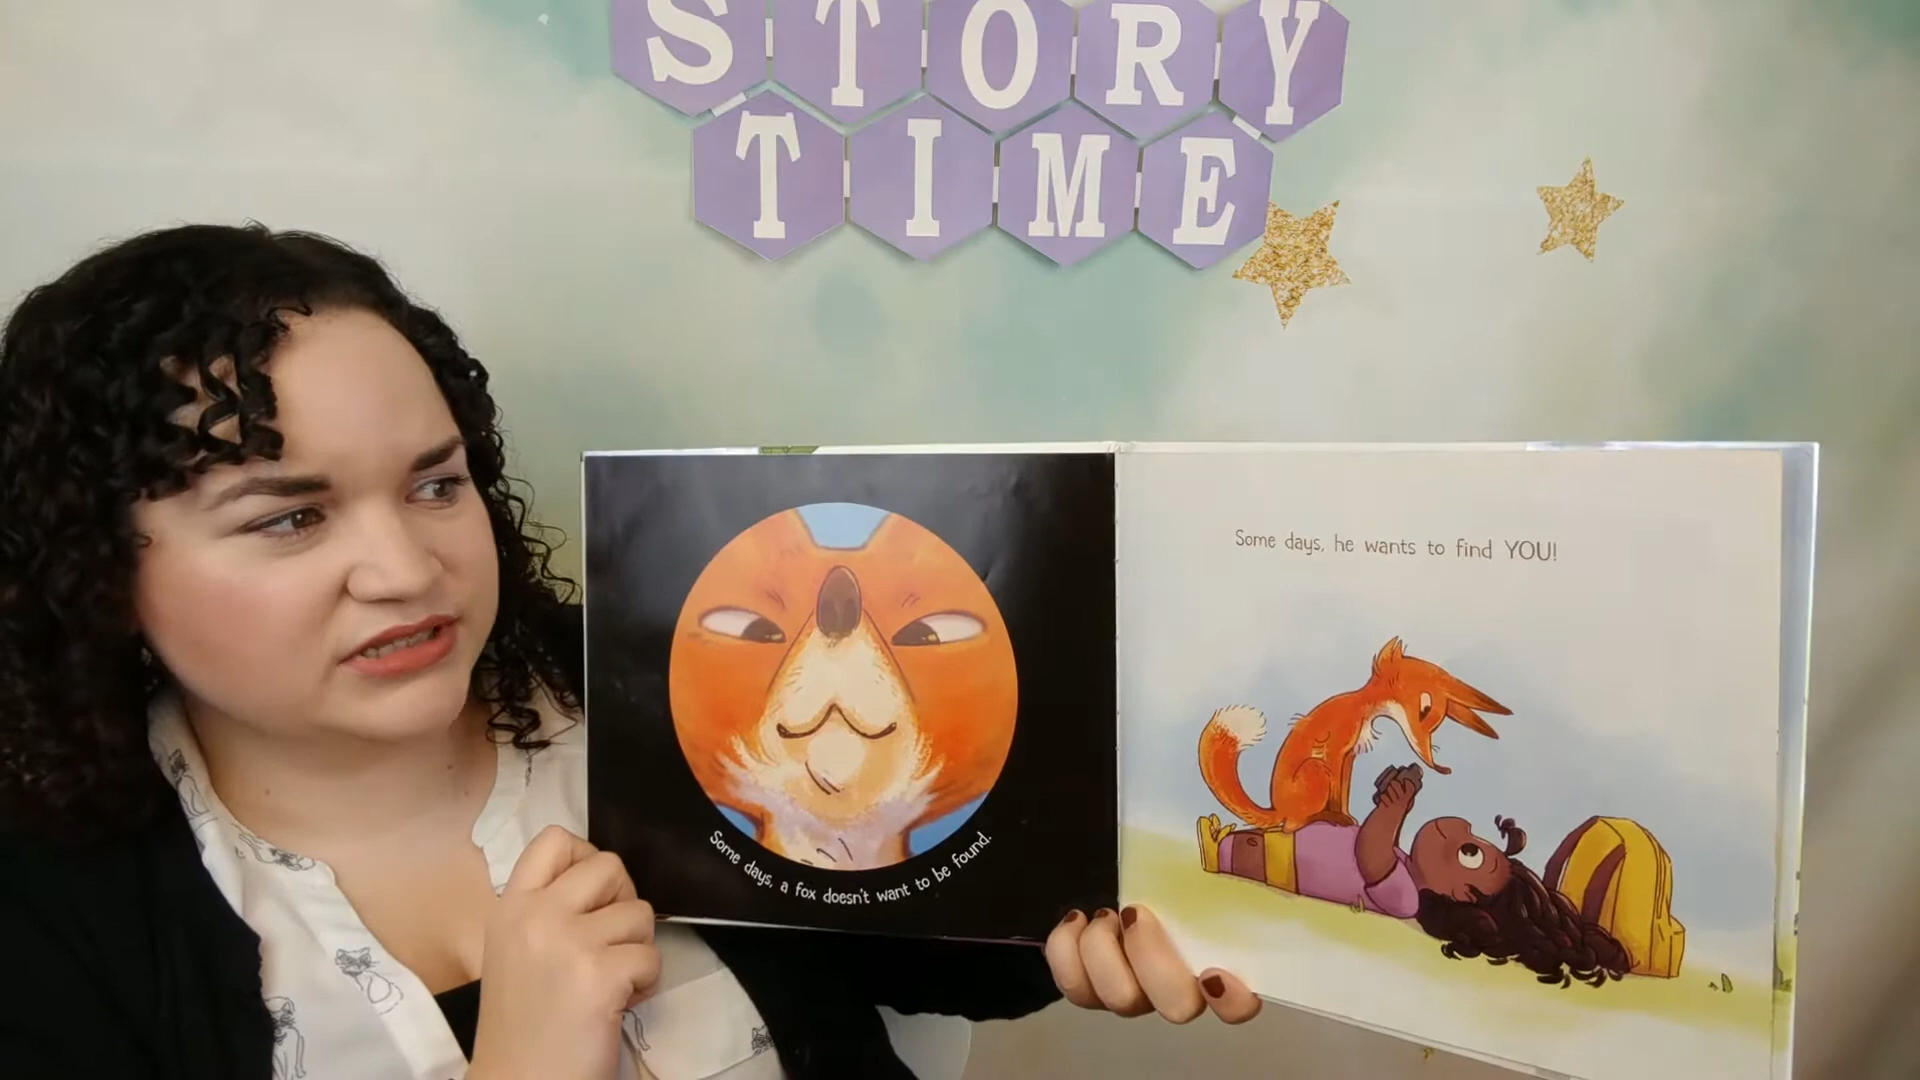 STORY
TIME
Some days, a fox doesn't want to be found.
Some days, he wants to find YOU!